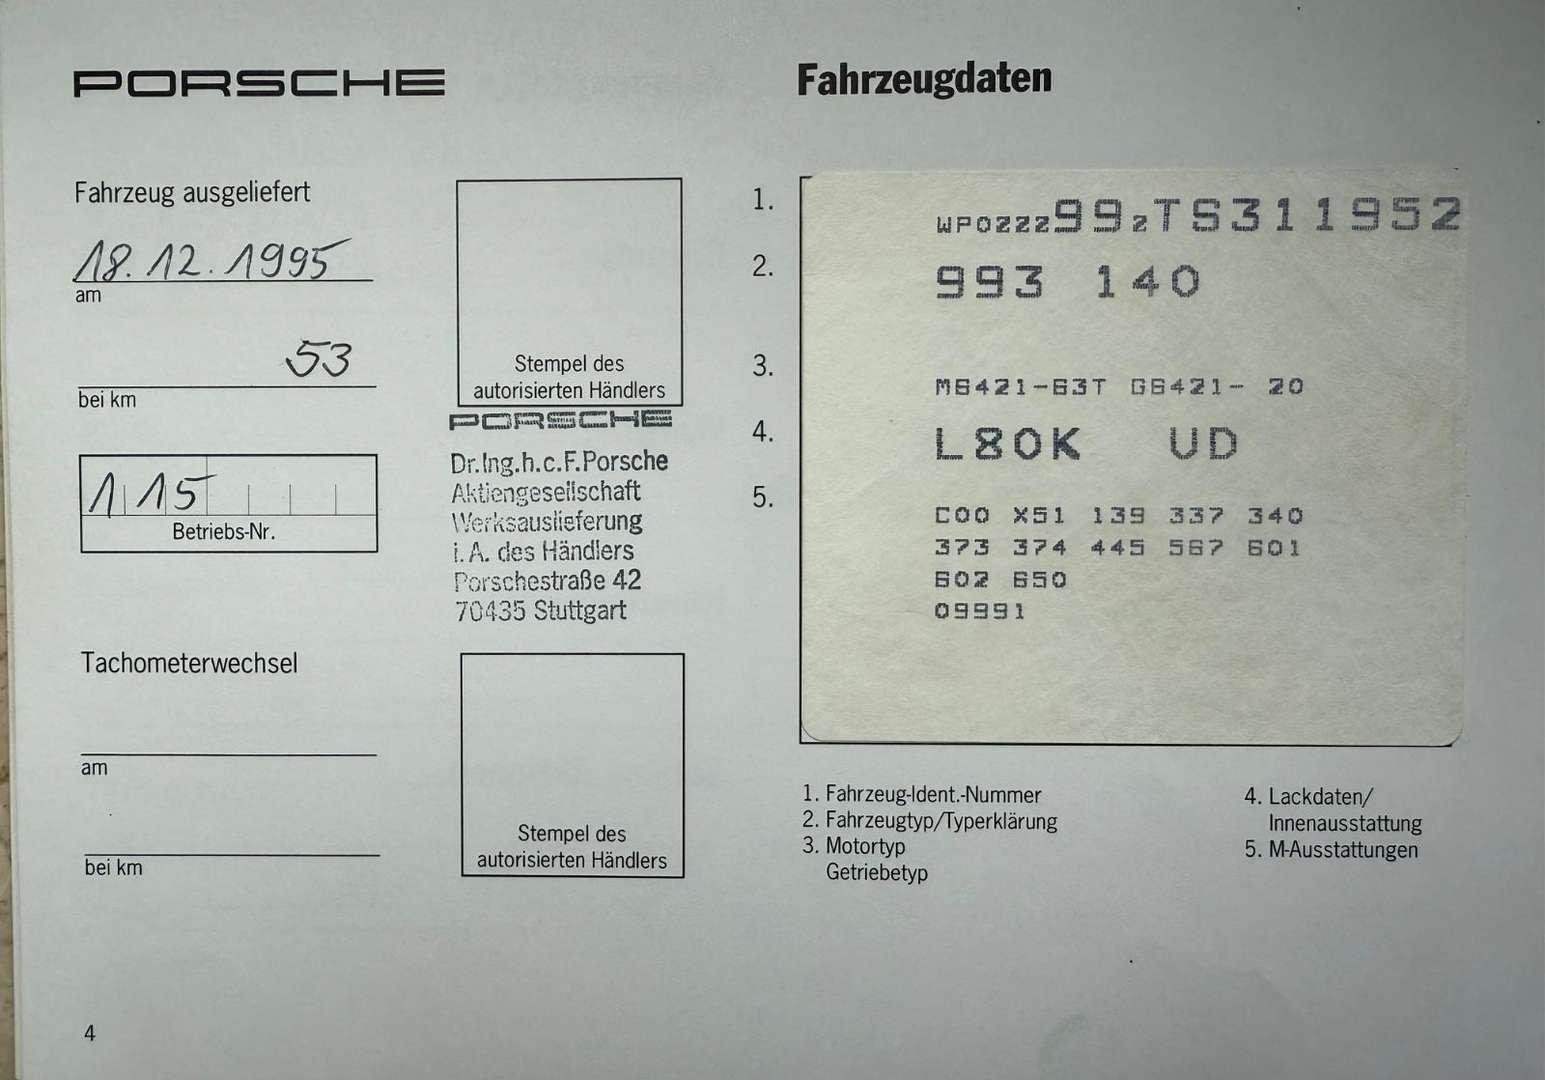 PORSCHE
Fahrzeug ausgeliefert
18.12.1995
am
53
bei km
115
Betriebs-Nr.
Stempel des
autorisierten Händlers
PORSCHE
Dr.Ing.h.c.F.Porsche
Aktiengesellschaft
Werksauslieferung
i.A. des Händlers
Porschestraße 42
70435 Stuttgart
Tachometerwechsel
am
bei km
Stempel des
autorisierten Händlers
4
Fahrzeugdaten
1. WP0ZZZ99ZTS311952
2. 993 140
3. M6421-63T G6421- 20
4. L80K UD
5. C00 X51 139 337 340
373 374 445 567 601
602 650
09991
1. Fahrzeug-Ident.-Nummer
2. Fahrzeugtyp/Typerklärung
3. Motortyp
Getriebetyp
4. Lackdaten/
Innenausstattung
5. M-Ausstattungen